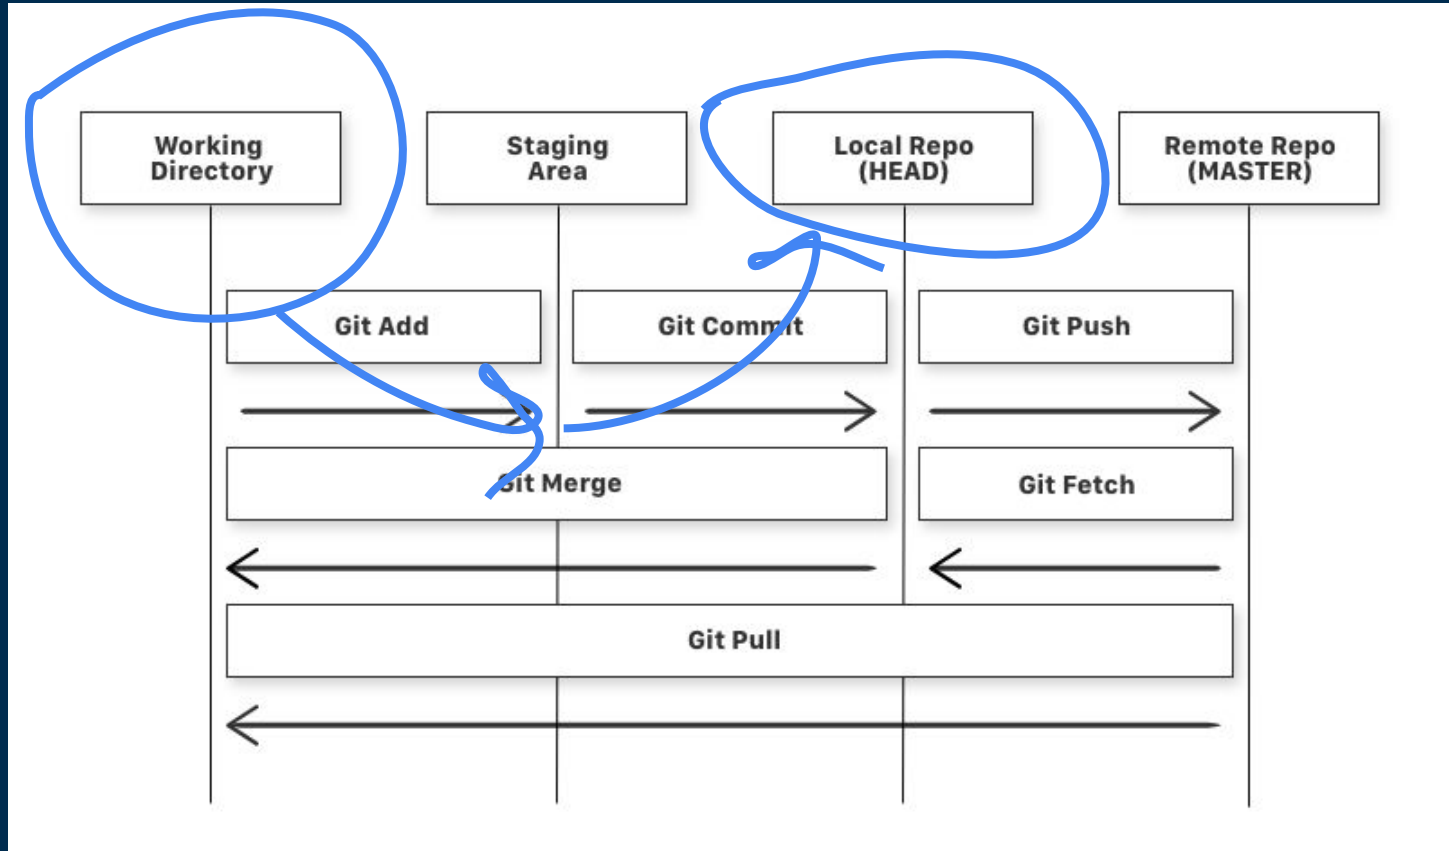 Working
Directory
Staging
Area
Local Repo
(HEAD)
Remote Repo
(MASTER)
Git Add
Git Commit
Git Push
Git Merge
Git Fetch
Git Pull